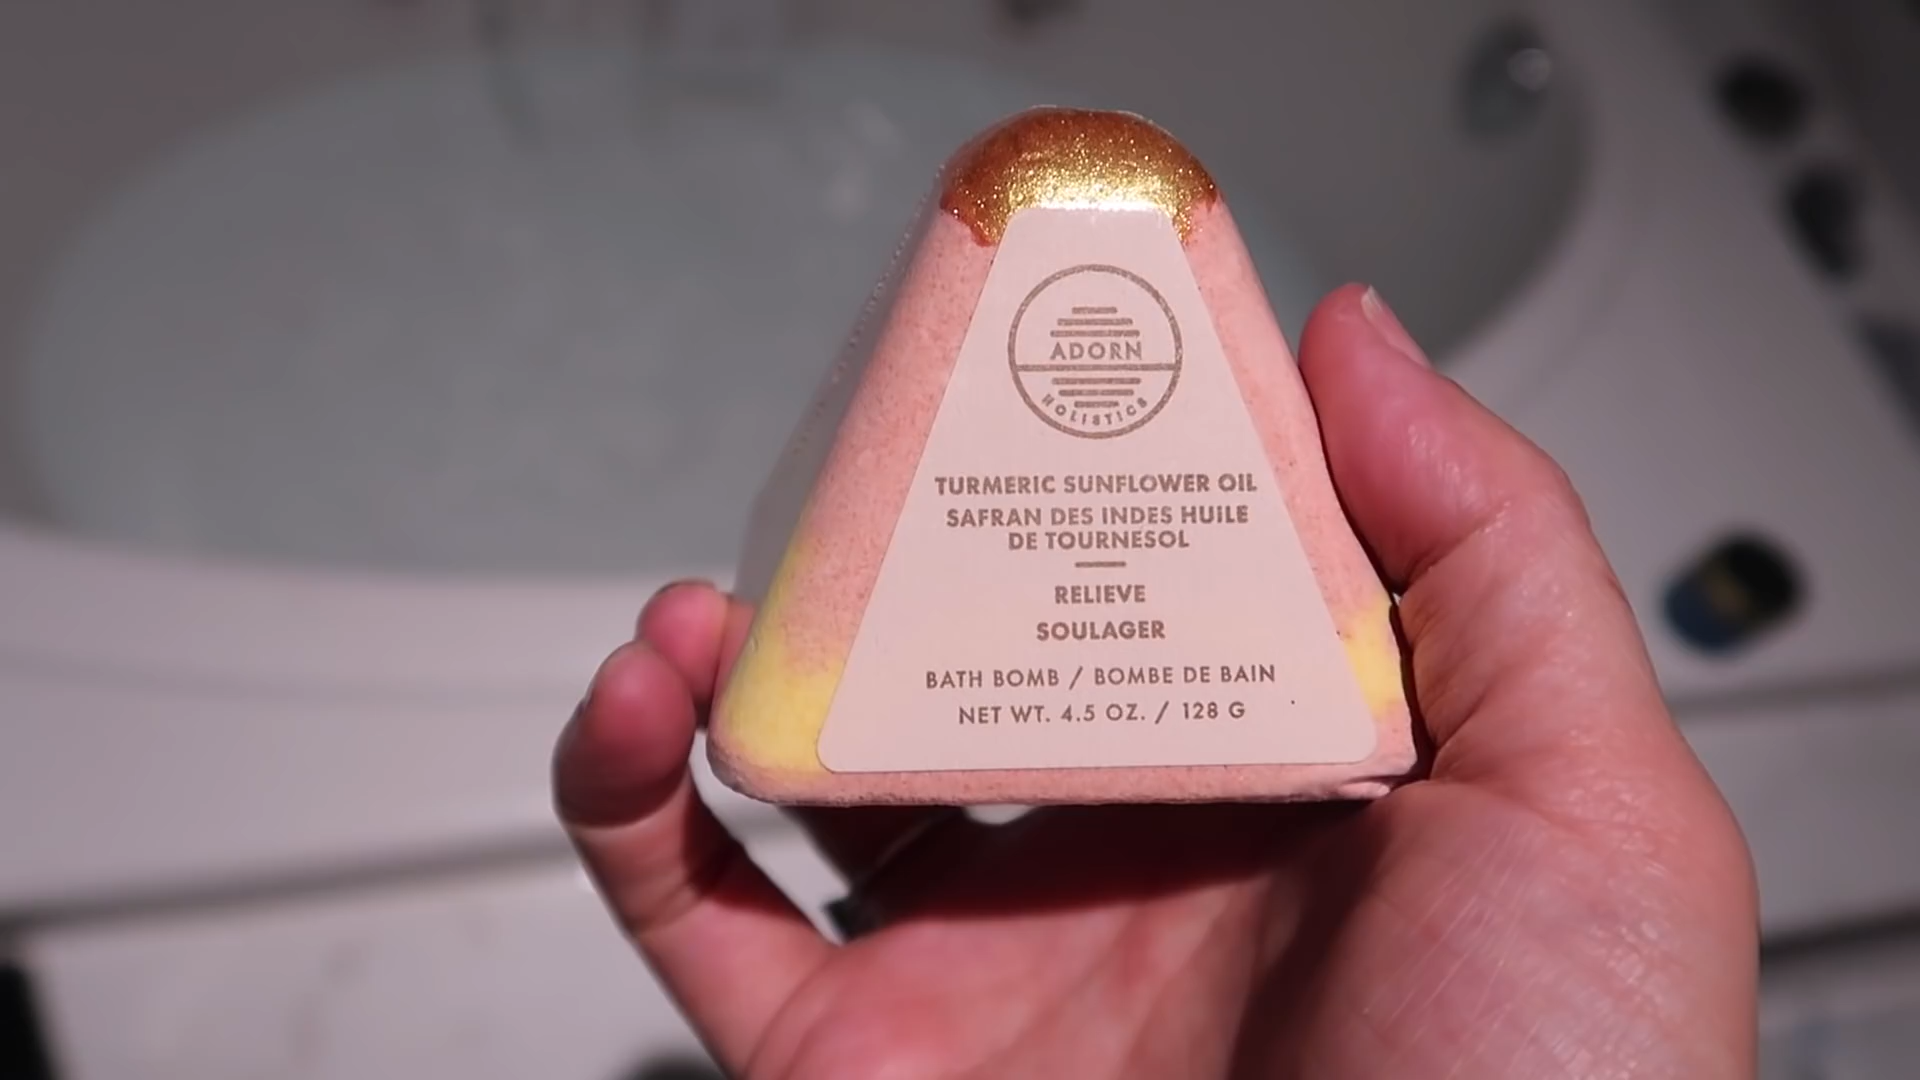 ADORN
HOLISTICS
TURMERIC SUNFLOWER OIL
SAFRAN DES INDES HUILE
DE TOURNESOL
RELIEVE
SOULAGER
BATH BOMB / BOMBE DE BAIN
NET WT. 4.5 OZ. / 128 G